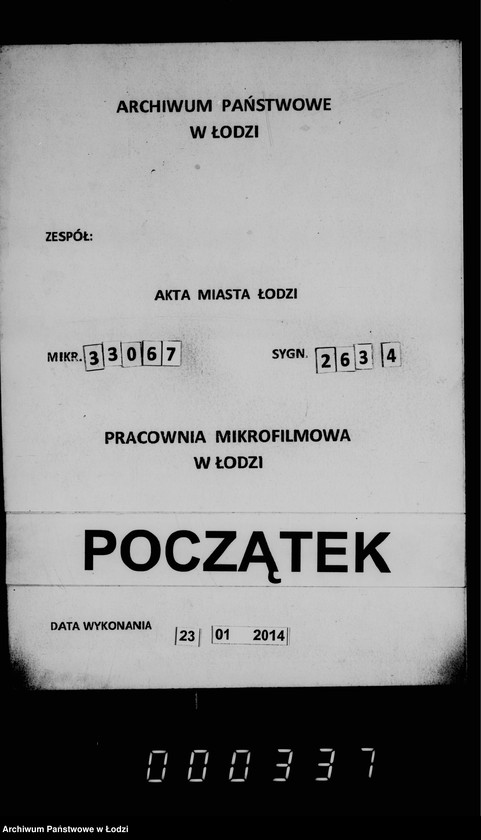 ARCHIWUM PAŃSTWOWE
W ŁODZI
ZESPÓŁ:
AKTA MIASTA ŁODZI
MIKR. 33067 SYGN. 2634
PRACOWNIA MIKROFILMOWA
W ŁODZI
POCZĄTEK
DATA WYKONANIA 23 01 2014
000337
Archiwum Państwowe w Łodzi